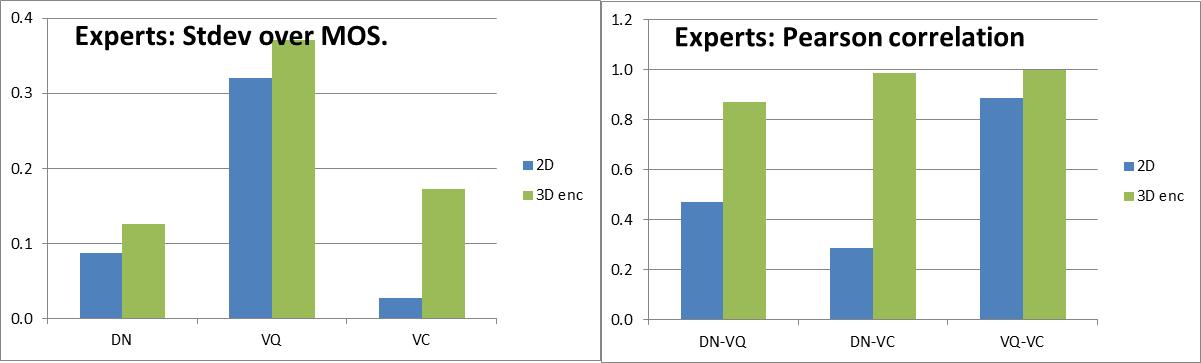 Experts: Stdev over MOS.
0.4
0.3
0.2
0.1
0.0
DN VQ VC
2D
3D enc
Experts: Pearson correlation
1.2
1.0
0.8
0.6
0.4
0.2
0.0
DN-VQ DN-VC VQ-VC
2D
3D enc